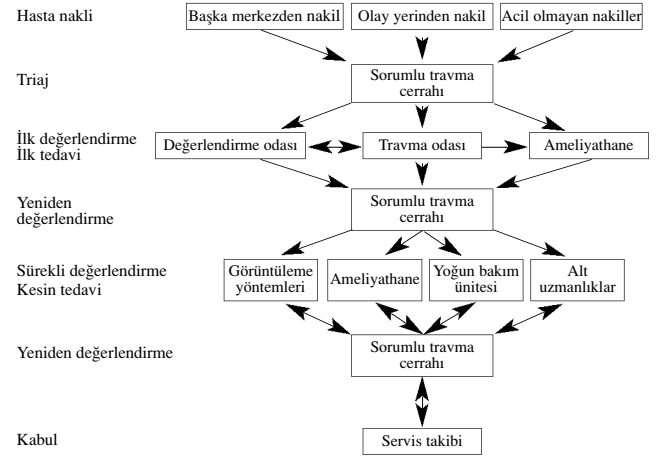 Hasta nakli
Başka merkezden nakil
Olay yerinden nakil
Acil olmayan nakiller
Triaj
Sorumlu travma
cerrahı
İlk değerlendirme
İlk tedavi
Değerlendirme odası
Travma odası
Ameliyathane
Yeniden
değerlendirme
Sorumlu travma
cerrahı
Sürekli değerlendirme
Kesin tedavi
Görüntüleme
yöntemleri
Ameliyathane
Yoğun bakım
ünitesi
Alt
uzmanlıklar
Yeniden değerlendirme
Sorumlu travma
cerrahı
Kabul
Servis takibi